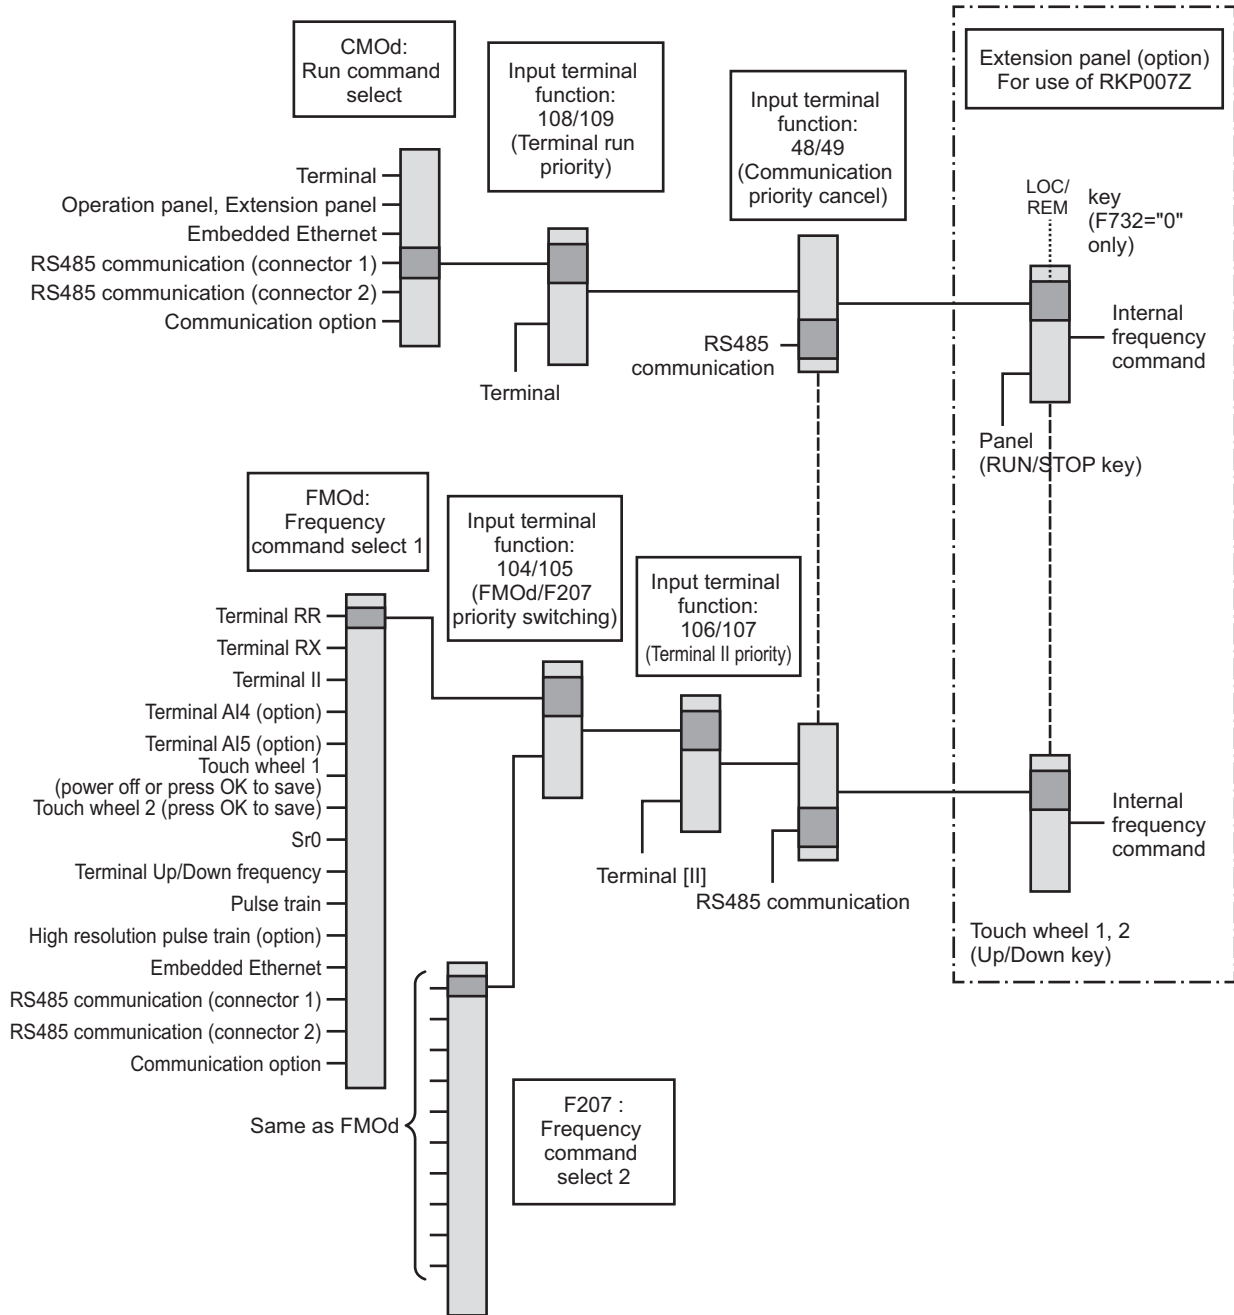 CMOd:
Run command
select
Input terminal
function:
108/109
(Terminal run
priority)
Input terminal
function:
48/49
(Communication
priority cancel)
Extension panel (option)
For use of RKP007Z
Terminal
Operation panel, Extension panel
Embedded Ethernet
RS485 communication (connector 1)
RS485 communication (connector 2)
Communication option
Terminal
RS485
communication
LOC/
REM
key
(F732="0"
only)
Internal
frequency
command
Panel
(RUN/STOP key)
FMOd:
Frequency
command select 1
Input terminal
function:
104/105
(FMOd/F207
priority switching)
Input terminal
function:
106/107
(Terminal II priority)
Terminal RR
Terminal RX
Terminal II
Terminal AI4 (option)
Terminal AI5 (option)
Touch wheel 1
(power off or press OK to save)
Touch wheel 2 (press OK to save)
Sr0
Terminal Up/Down frequency
Pulse train
High resolution pulse train (option)
Embedded Ethernet
RS485 communication (connector 1)
RS485 communication (connector 2)
Communication option
Terminal [II]
RS485 communication
Internal
frequency
command
Touch wheel 1, 2
(Up/Down key)
Same as FMOd
F207 :
Frequency
command
select 2